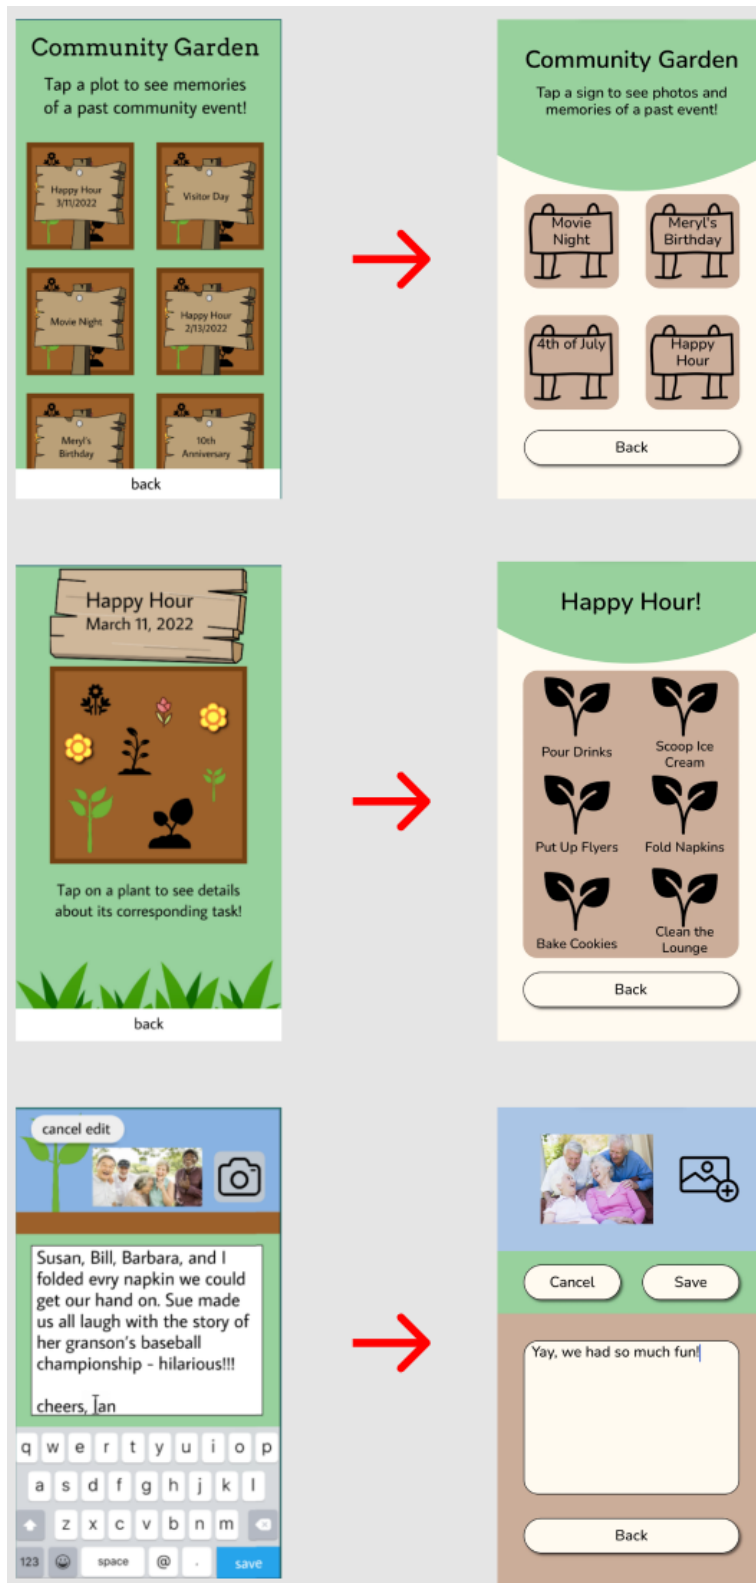 Community Garden
Tap a plot to see memories
of a past community event!
Happy Hour
3/11/2022
Visitor Day
Movie Night
Happy Hour
2/13/2022
Meryl's
Birthday
10th
Anniversary
back
Community Garden
Tap a sign to see photos and
memories of a past event!
Movie
Night
Meryl's
Birthday
4th of July
Happy
Hour
Back
Happy Hour
March 11, 2022
Tap on a plant to see details
about its corresponding task!
back
Happy Hour!
Pour Drinks
Scoop Ice
Cream
Put Up Flyers
Fold Napkins
Bake Cookies
Clean the
Lounge
Back
cancel edit
Susan, Bill, Barbara, and I
folded evry napkin we could
get our hand on. Sue made
us all laugh with the story of
her granson's baseball
championship - hilarious!!!
cheers, Ian
q w e r t y u i o p
a s d f g h j k l
z x c v b n m
123 space @ . save
Cancel
Save
Yay, we had so much fun!
Back